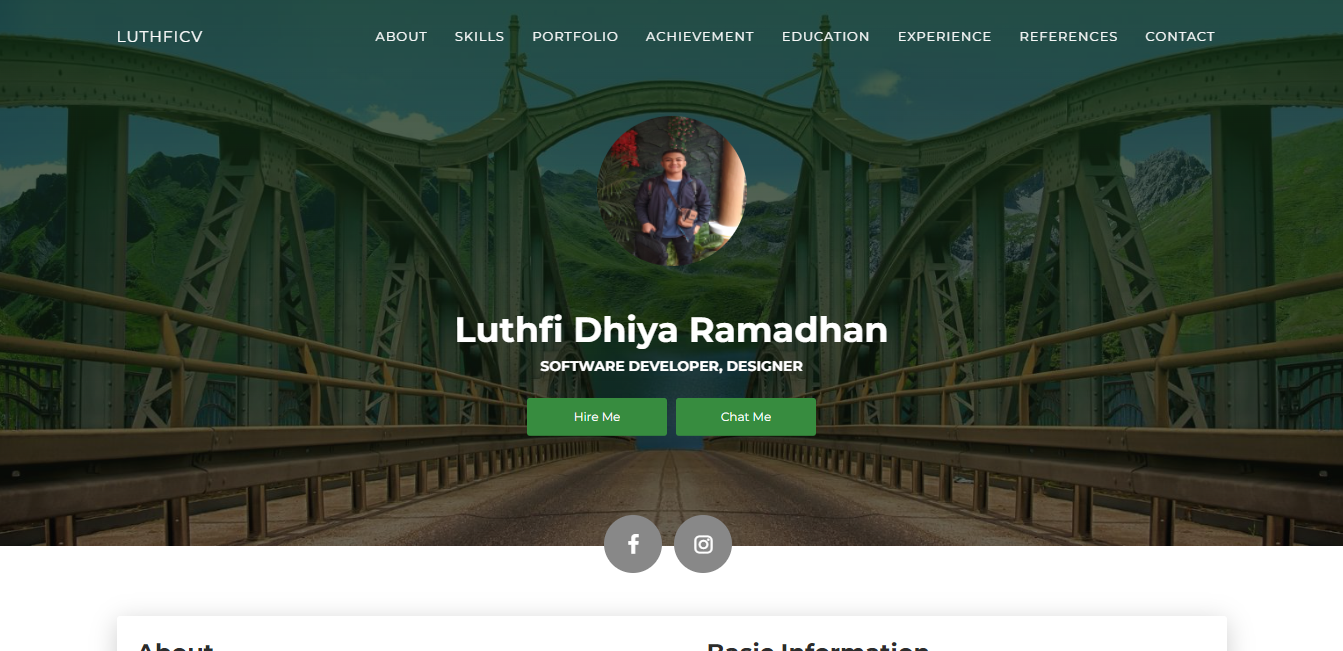 LUTHFICV
ABOUT SKILLS PORTFOLIO ACHIEVEMENT EDUCATION EXPERIENCE REFERENCES CONTACT
Luthfi Dhiya Ramadhan
SOFTWARE DEVELOPER, DESIGNER
Hire Me Chat Me
About Basic Information